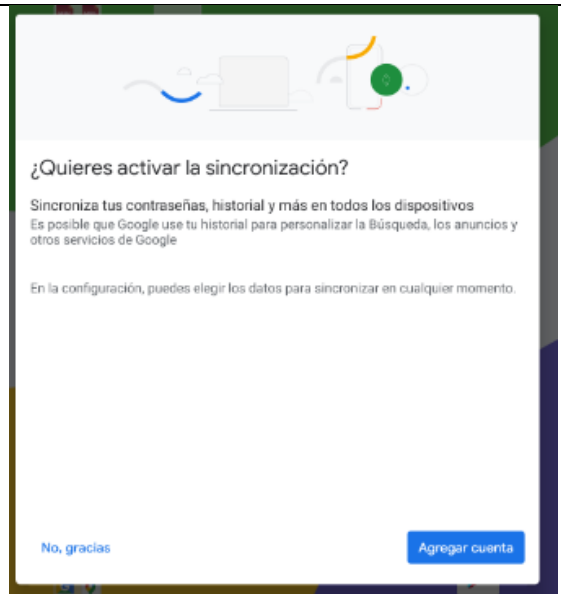 ¿Quieres activar la sincronización?
Sincroniza tus contraseñas, historial y más en todos los dispositivos
Es posible que Google use tu historial para personalizar la Búsqueda, los anuncios y
otros servicios de Google
En la configuración, puedes elegir los datos para sincronizar en cualquier momento.
No, gracias
Agregar cuenta